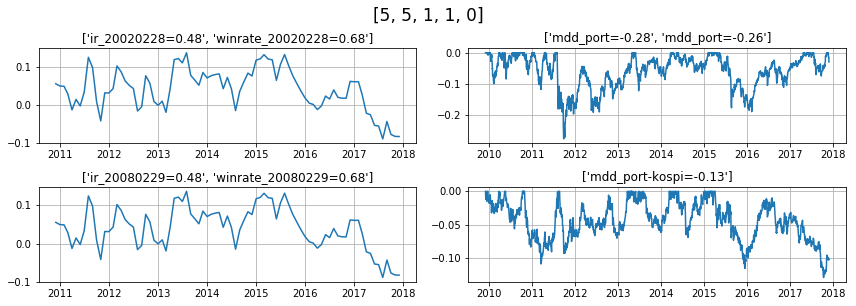 [5, 5, 1, 1, 0]
['ir_20020228=0.48', 'winrate_20020228=0.68']
0.1
0.0
−0.1
2011 2012 2013 2014 2015 2016 2017 2018
['mdd_port=-0.28', 'mdd_port=-0.26']
0.0
−0.1
−0.2
2010 2011 2012 2013 2014 2015 2016 2017 2018
['ir_20080229=0.48', 'winrate_20080229=0.68']
0.1
0.0
−0.1
2011 2012 2013 2014 2015 2016 2017 2018
['mdd_port-kospi=-0.13']
0.00
−0.05
−0.10
2010 2011 2012 2013 2014 2015 2016 2017 2018